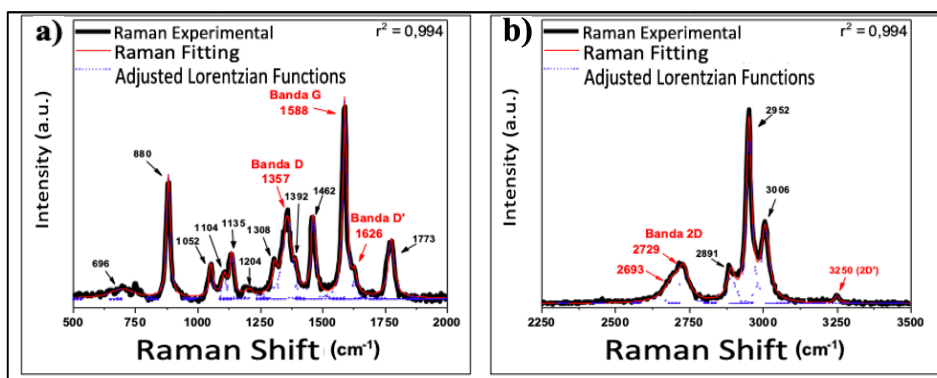 a)
Raman Experimental
Raman Fitting
Adjusted Lorentzian Functions
r² = 0,994
Banda G
1588
880
Banda D
1357
1392
1462
1052
1104
1135
1204
1308
Banda D'
1626
696
1773
Intensity (a.u.)
500 750 1000 1250 1500 1750 2000
Raman Shift (cm⁻¹)
b)
Raman Experimental
Raman Fitting
Adjusted Lorentzian Functions
r² = 0,994
2952
3006
Banda 2D
2729
2693
2891
3250 (2D')
Intensity (a.u.)
2250 2500 2750 3000 3250 3500
Raman Shift (cm⁻¹)